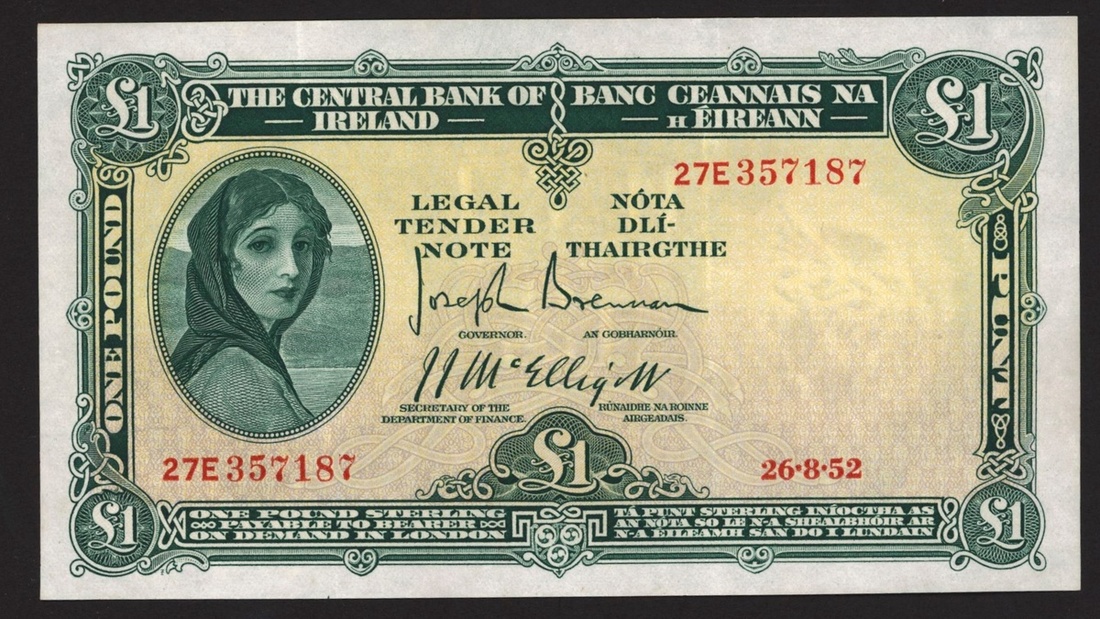 £1
THE CENTRAL BANK OF
— IRELAND —
BANC CEANNAIS NA
— H ÉIREANN —
£1
27E 357187
LEGAL
TENDER
NOTE
NÓTA
DLÍ-
THAIRGTHE
Joseph Brennan
GOVERNOR.
AN GOBHARNÓIR.
JJ McElligott
SECRETARY OF THE
DEPARTMENT OF FINANCE.
RÚNAIDHE NA ROINNE
AIRGEADAIS.
ONE POUND
PUNT
27E 357187
£1
26·8·52
£1
ONE POUND STERLING
PAYABLE TO BEARER
ON DEMAND IN LONDON
TÁ PUNT STERLING INÍOCTHA AS
AN NÓTA SO LE N-A SHEALBHÓIR AR
N-A ÉILEAMH SAN DO I LUNDAIN
£1